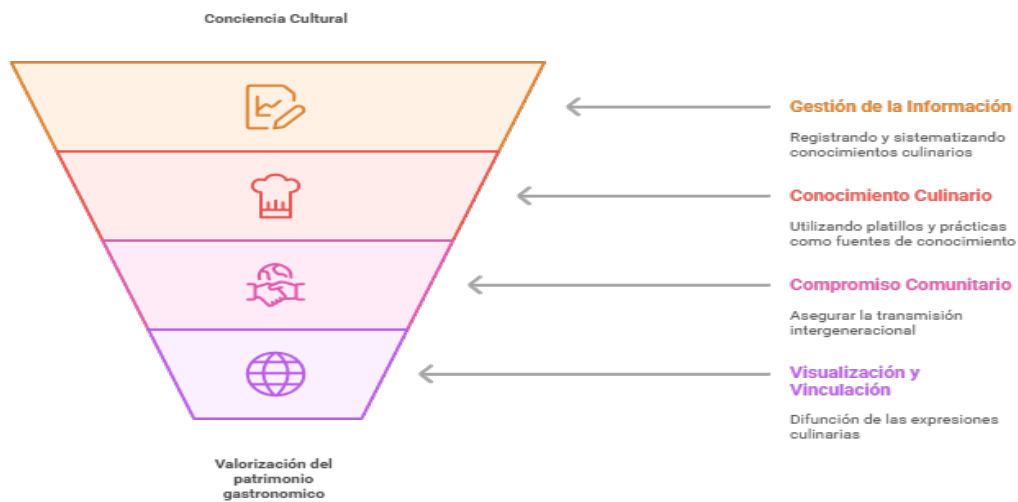 Conciencia Cultural
Gestión de la Información
Registrando y sistematizando
conocimientos culinarios
Conocimiento Culinario
Utilizando platillos y prácticas
como fuentes de conocimiento
Compromiso Comunitario
Asegurar la transmisión
intergeneracional
Visualización y
Vinculación
Difunción de las expresiones
culinarias
Valorización del
patrimonio
gastronomico